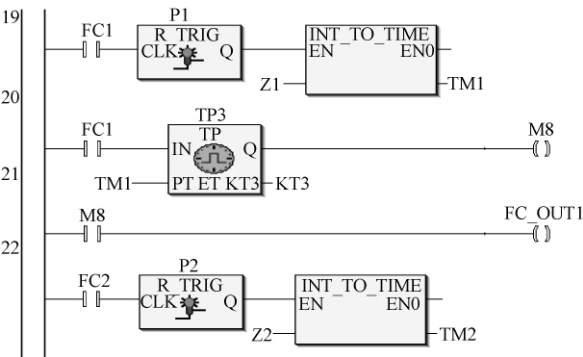 19
P1
FC1
R_TRIG
INT_TO_TIME
CLK
Q
EN
EN0
Z1
TM1
20
TP3
FC1
TP
M8
IN
Q
TM1
PT ET KT3
KT3
21
M8
FC_OUT1
22
P2
FC2
R_TRIG
INT_TO_TIME
CLK
Q
EN
EN0
Z2
TM2